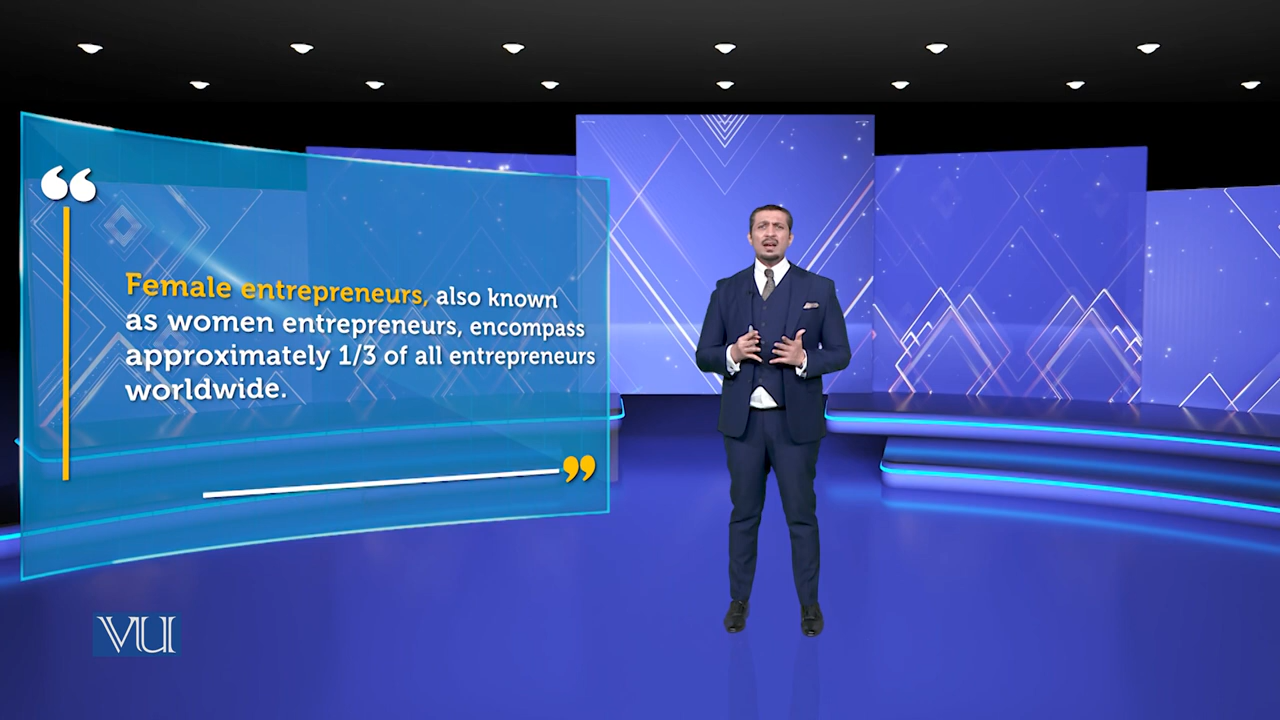 Female entrepreneurs, also known
as women entrepreneurs, encompass
approximately 1/3 of all entrepreneurs
worldwide.
VU